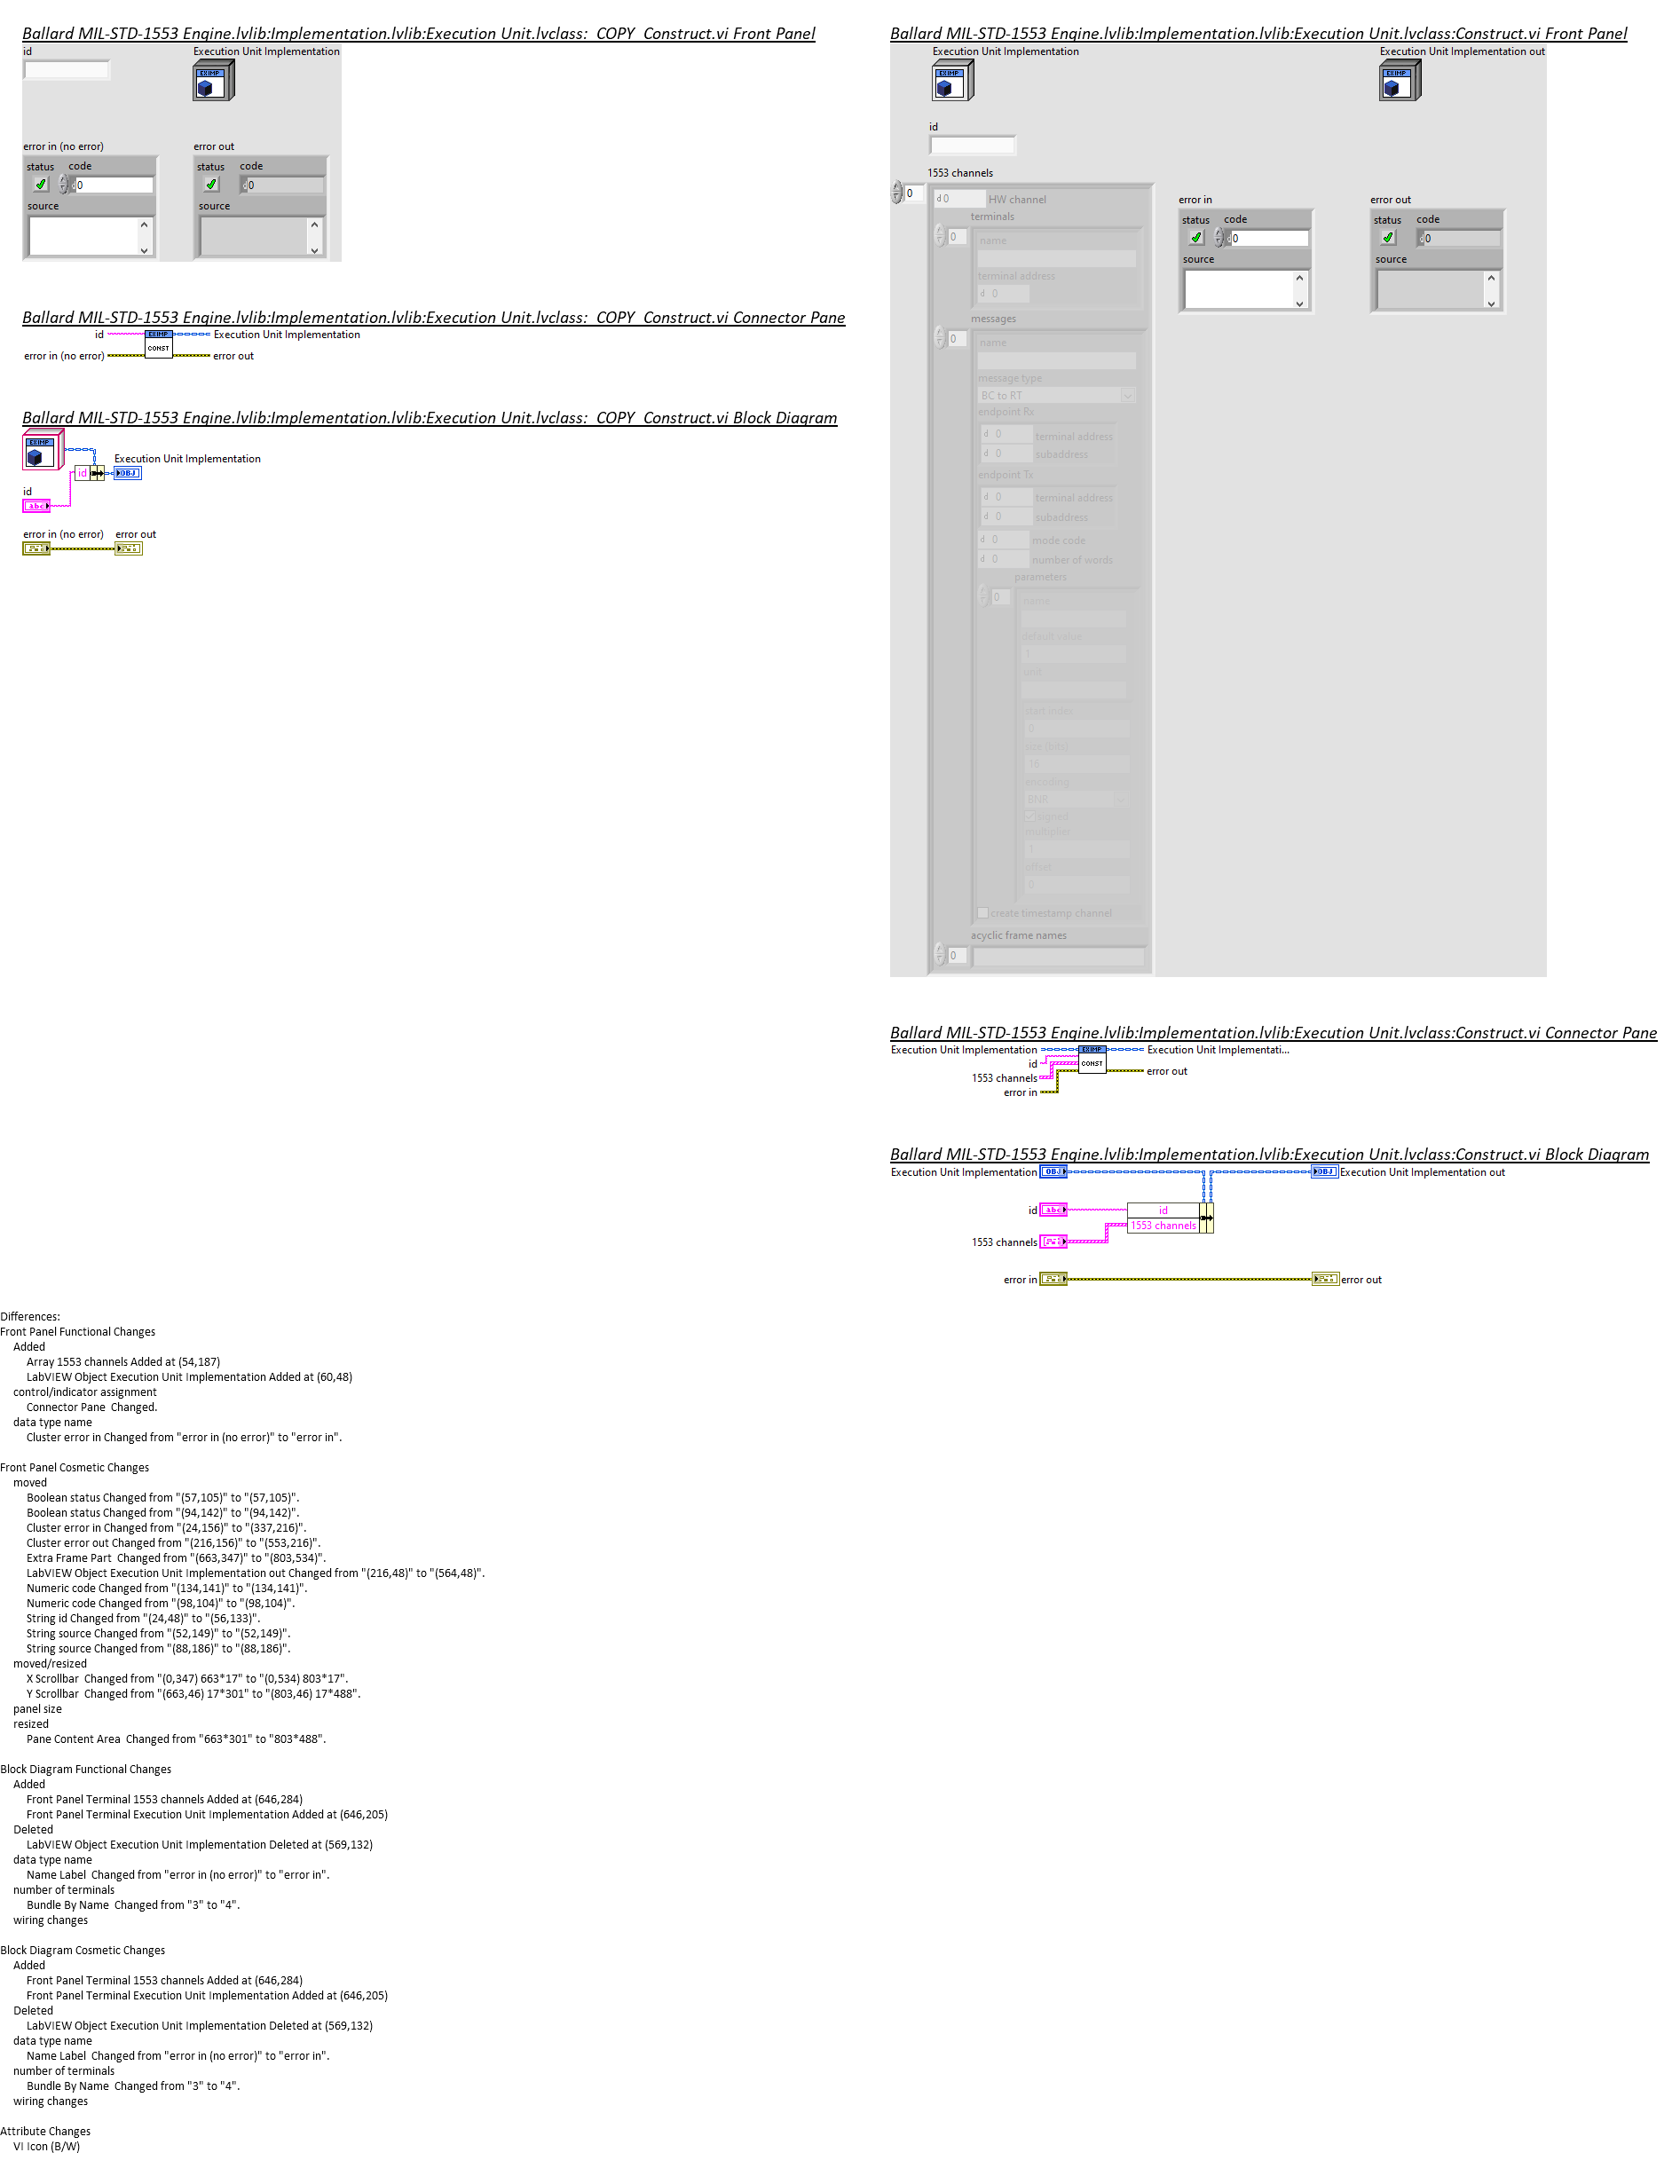 Ballard MIL-STD-1553 Engine.lvlib:Implementation.lvlib:Execution Unit.lvclass:_COPY_Construct.vi Front Panel
id
Execution Unit Implementation
EXIMP
error in (no error)
error out
status code
0
source
status code
0
source
Ballard MIL-STD-1553 Engine.lvlib:Implementation.lvlib:Execution Unit.lvclass:_COPY_Construct.vi Connector Pane
id
EXIMP
CONST
Execution Unit Implementation
error in (no error)
error out
Ballard MIL-STD-1553 Engine.lvlib:Implementation.lvlib:Execution Unit.lvclass:_COPY_Construct.vi Block Diagram
EXIMP
Execution Unit Implementation
id
OBJ
id
abc
error in (no error)
error out
Ballard MIL-STD-1553 Engine.lvlib:Implementation.lvlib:Execution Unit.lvclass:Construct.vi Front Panel
Execution Unit Implementation
Execution Unit Implementation out
EXIMP
EXIMP
id
1553 channels
0
d 0 HW channel
terminals
0
name
terminal address
d 0
messages
0
name
message type
BC to RT
endpoint Rx
d 0 terminal address
d 0 subaddress
endpoint Tx
d 0 terminal address
d 0 subaddress
d 0 mode code
d 0 number of words
parameters
0
name
default value
1
unit
start index
0
size (bits)
16
encoding
BNR
signed
multiplier
1
offset
0
create timestamp channel
acyclic frame names
0
error in
status code
0
source
error out
status code
0
source
Ballard MIL-STD-1553 Engine.lvlib:Implementation.lvlib:Execution Unit.lvclass:Construct.vi Connector Pane
Execution Unit Implementation
EXIMP
CONST
Execution Unit Implementati...
id
error out
1553 channels
error in
Ballard MIL-STD-1553 Engine.lvlib:Implementation.lvlib:Execution Unit.lvclass:Construct.vi Block Diagram
Execution Unit Implementation
OBJ
OBJ
Execution Unit Implementation out
id
abc
id
1553 channels
1553 channels
error in
error out
Differences:
Front Panel Functional Changes
Added
Array 1553 channels Added at (54,187)
LabVIEW Object Execution Unit Implementation Added at (60,48)
control/indicator assignment
Connector Pane  Changed.
data type name
Cluster error in Changed from "error in (no error)" to "error in".
Front Panel Cosmetic Changes
moved
Boolean status Changed from "(57,105)" to "(57,105)".
Boolean status Changed from "(94,142)" to "(94,142)".
Cluster error in Changed from "(24,156)" to "(337,216)".
Cluster error out Changed from "(216,156)" to "(553,216)".
Extra Frame Part  Changed from "(663,347)" to "(803,534)".
LabVIEW Object Execution Unit Implementation out Changed from "(216,48)" to "(564,48)".
Numeric code Changed from "(134,141)" to "(134,141)".
Numeric code Changed from "(98,104)" to "(98,104)".
String id Changed from "(24,48)" to "(56,133)".
String source Changed from "(52,149)" to "(52,149)".
String source Changed from "(88,186)" to "(88,186)".
moved/resized
X Scrollbar  Changed from "(0,347) 663*17" to "(0,534) 803*17".
Y Scrollbar  Changed from "(663,46) 17*301" to "(803,46) 17*488".
panel size
resized
Pane Content Area  Changed from "663*301" to "803*488".
Block Diagram Functional Changes
Added
Front Panel Terminal 1553 channels Added at (646,284)
Front Panel Terminal Execution Unit Implementation Added at (646,205)
Deleted
LabVIEW Object Execution Unit Implementation Deleted at (569,132)
data type name
Name Label  Changed from "error in (no error)" to "error in".
number of terminals
Bundle By Name  Changed from "3" to "4".
wiring changes
Block Diagram Cosmetic Changes
Added
Front Panel Terminal 1553 channels Added at (646,284)
Front Panel Terminal Execution Unit Implementation Added at (646,205)
Deleted
LabVIEW Object Execution Unit Implementation Deleted at (569,132)
data type name
Name Label  Changed from "error in (no error)" to "error in".
number of terminals
Bundle By Name  Changed from "3" to "4".
wiring changes
Attribute Changes
VI Icon (B/W)